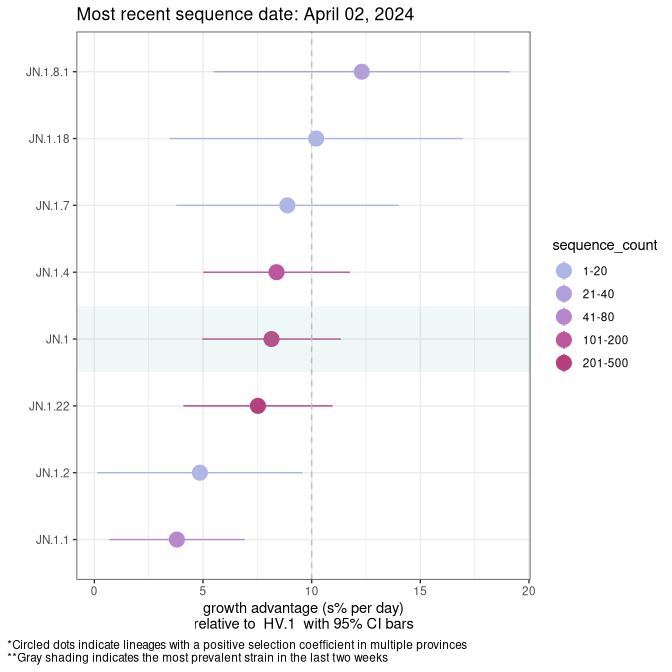 Most recent sequence date: April 02, 2024
JN.1.8.1
JN.1.18
JN.1.7
JN.1.4
JN.1
JN.1.22
JN.1.2
JN.1.1
0 5 10 15 20
growth advantage (s% per day)
relative to HV.1 with 95% CI bars
sequence_count
1-20
21-40
41-80
101-200
201-500
*Circled dots indicate lineages with a positive selection coefficient in multiple provinces
**Gray shading indicates the most prevalent strain in the last two weeks